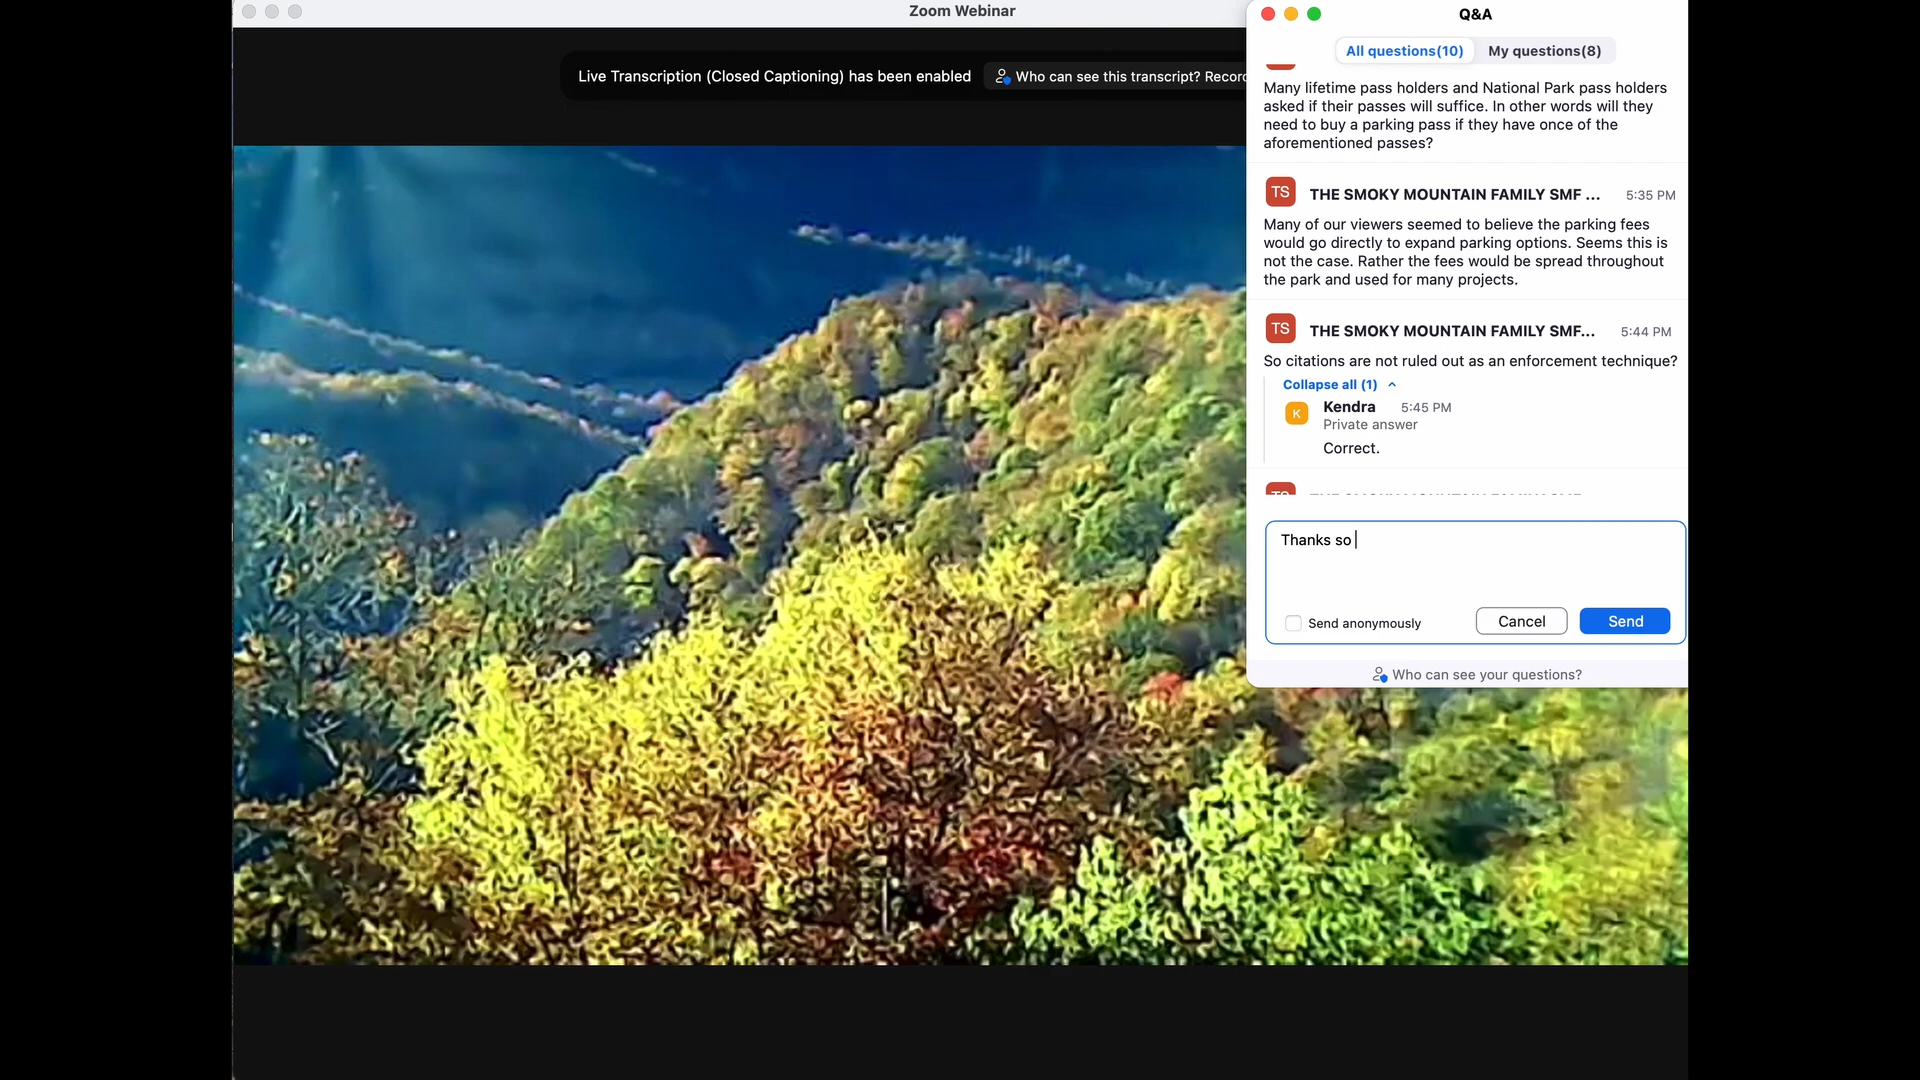 Zoom Webinar
Live Transcription (Closed Captioning) has been enabled
Who can see this transcript? Recor
Q&A
All questions(10)
My questions(8)
Many lifetime pass holders and National Park pass holders
asked if their passes will suffice. In other words will they
need to buy a parking pass if they have once of the
aforementioned passes?
TS
THE SMOKY MOUNTAIN FAMILY SMF ...
5:35 PM
Many of our viewers seemed to believe the parking fees
would go directly to expand parking options. Seems this is
not the case. Rather the fees would be spread throughout
the park and used for many projects.
TS
THE SMOKY MOUNTAIN FAMILY SMF...
5:44 PM
So citations are not ruled out as an enforcement technique?
Collapse all (1)
K
Kendra
5:45 PM
Private answer
Correct.
Thanks so
Send anonymously
Cancel
Send
Who can see your questions?